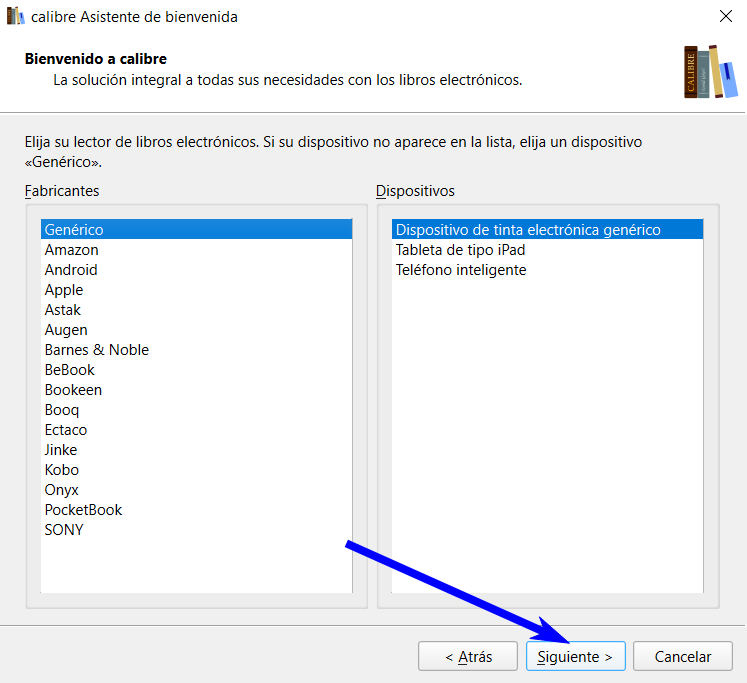 calibre Asistente de bienvenida
Bienvenido a calibre
La solución integral a todas sus necesidades con los libros electrónicos.
CALIBRE
Elija su lector de libros electrónicos. Si su dispositivo no aparece en la lista, elija un dispositivo
«Genérico».
Fabricantes
Genérico
Amazon
Android
Apple
Astak
Augen
Barnes & Noble
BeBook
Bookeen
Booq
Ectaco
Jinke
Kobo
Onyx
PocketBook
SONY
Dispositivos
Dispositivo de tinta electrónica genérico
Tableta de tipo iPad
Teléfono inteligente
< Atrás
Siguiente >
Cancelar